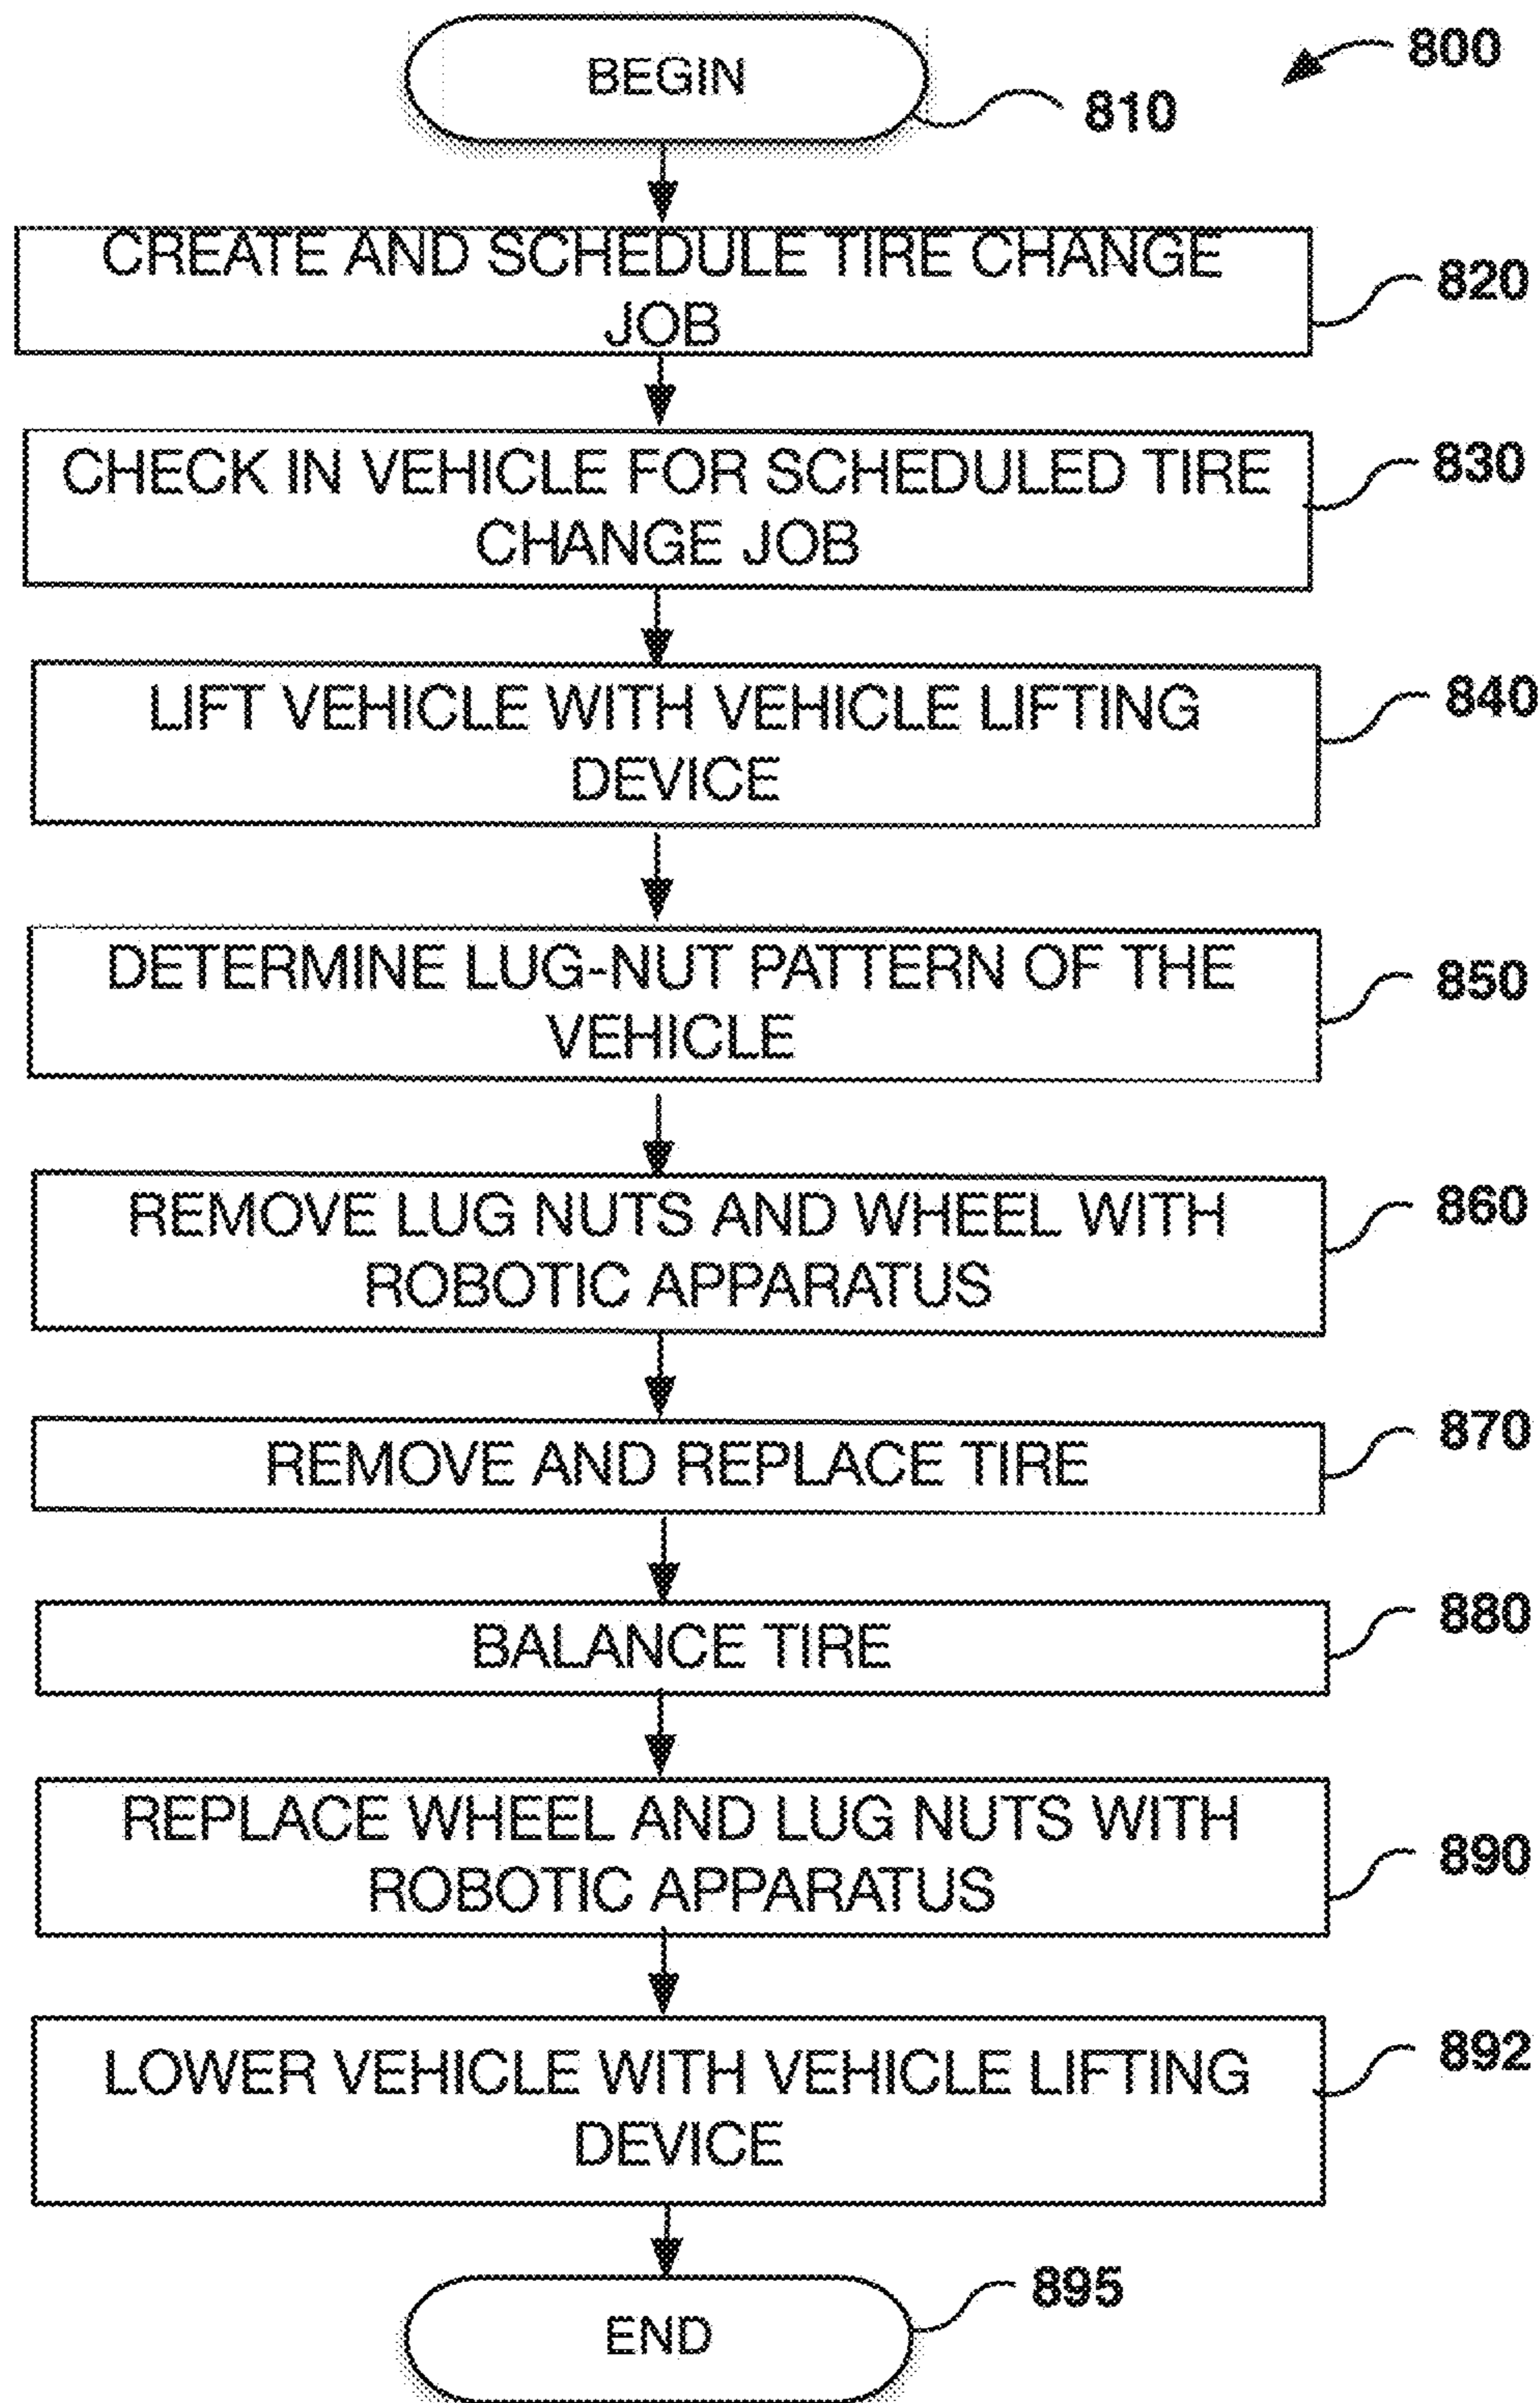 BEGIN
800
810
CREATE AND SCHEDULE TIRE CHANGE
JOB
820
CHECK IN VEHICLE FOR SCHEDULED TIRE
CHANGE JOB
830
LIFT VEHICLE WITH VEHICLE LIFTING
DEVICE
840
DETERMINE LUG-NUT PATTERN OF THE
VEHICLE
850
REMOVE LUG NUTS AND WHEEL WITH
ROBOTIC APPARATUS
860
REMOVE AND REPLACE TIRE
870
BALANCE TIRE
880
REPLACE WHEEL AND LUG NUTS WITH
ROBOTIC APPARATUS
890
LOWER VEHICLE WITH VEHICLE LIFTING
DEVICE
892
END
895